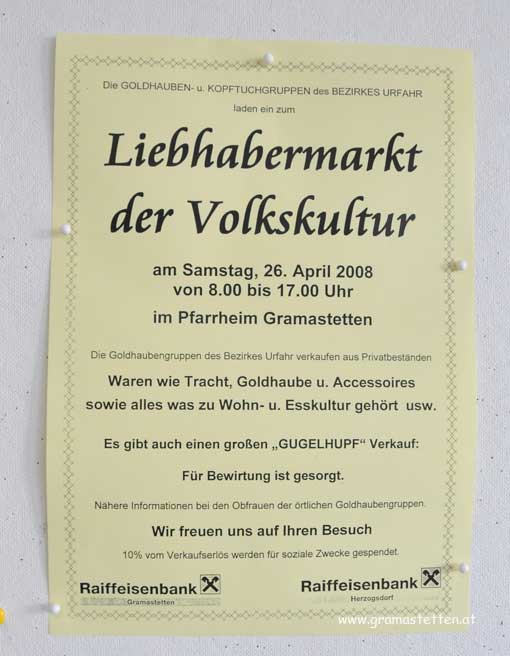 Die GOLDHAUBEN- u. KOPFTUCHGRUPPEN des BEZIRKES URFAHR
laden ein zum
Liebhabermarkt
der Volkskultur
am Samstag, 26. April 2008
von 8.00 bis 17.00 Uhr
im Pfarrheim Gramastetten
Die Goldhaubengruppen des Bezirkes Urfahr verkaufen aus Privatbeständen
Waren wie Tracht, Goldhaube u. Accessoires
sowie alles was zu Wohn- u. Esskultur gehört usw.
Es gibt auch einen großen „GUGELHUPF“ Verkauf:
Für Bewirtung ist gesorgt.
Nähere Informationen bei den Obfrauen der örtlichen Goldhaubengruppen.
Wir freuen uns auf Ihren Besuch
10% vom Verkaufserlös werden für soziale Zwecke gespendet.
Raiffeisenbank
Gramastetten
Raiffeisenbank
Herzogsdorf
www.gramastetten.at